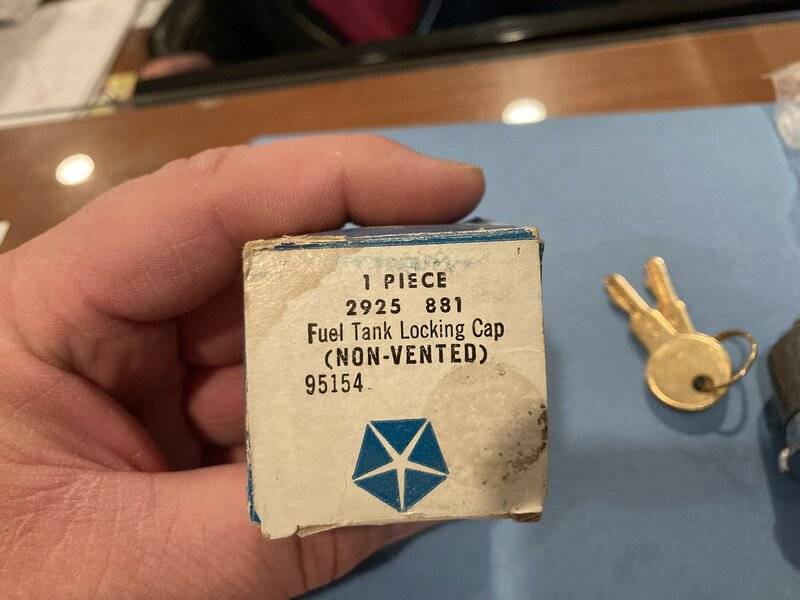 1 PIECE
2925 881
Fuel Tank Locking Cap
(NON-VENTED)
95154